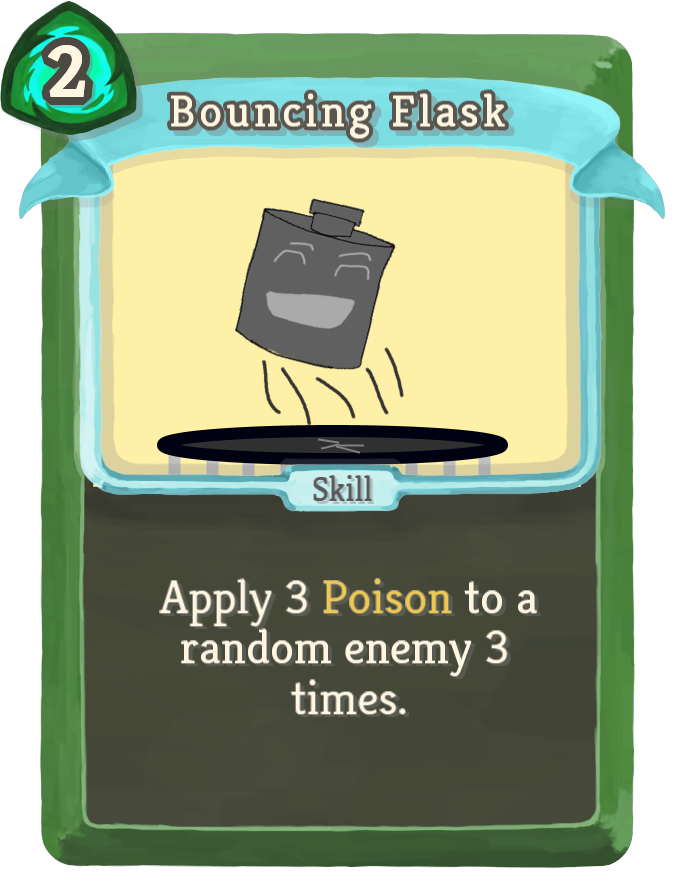 2
Bouncing Flask
Skill
Apply 3 Poison to a
random enemy 3
times.